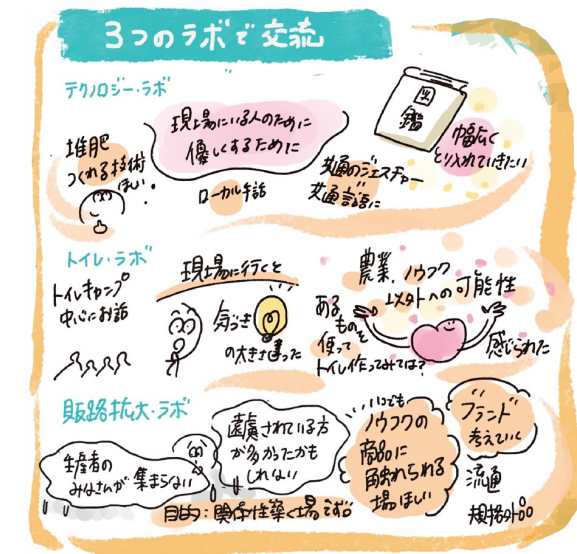 3つのラボで交流
テクノロジー・ラボ
堆肥
つくれる技術
ほしい!
現場にいる人のために
優しくするために
ローカル手話
図
鑑
共通のジェスチャー
共通言語に
幅広く
とり入れていきたい
トイレ・ラボ
トイレキャンプ
中心にお話
現場に行くと
気づき
の大きさ違った
農業、ノウフク
以外への可能性
感じられた
ある
ものを
使って
トイレ作ってみては?
販路拡大・ラボ
生産者の
みなさんが集まらない
遠慮されている方
が多かったかも
しれない
目的:関係性築く場です。
いつでも
ノウフクの
商品に
触れられる
場ほしい
ブランド
考えていく
流通
規格外品